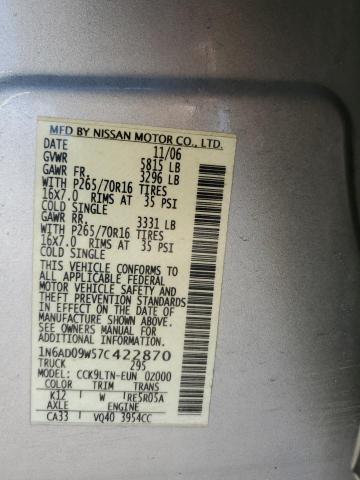 MFD BY NISSAN MOTOR CO., LTD.
DATE 11/06
GVWR 5815 LB
GAWR FR. 3296 LB
WITH P265/70R16 TIRES
16X7.0 RIMS AT 35 PSI
COLD SINGLE
GAWR RR. 3331 LB
WITH P265/70R16 TIRES
16X7.0 RIMS AT 35 PSI
COLD SINGLE
THIS VEHICLE CONFORMS TO
ALL APPLICABLE FEDERAL
MOTOR VEHICLE SAFETY AND
THEFT PREVENTION STANDARDS
IN EFFECT ON THE DATE OF
MANUFACTURE SHOWN ABOVE.
SEE OWNERS MANUAL FOR
ADDITIONAL INFORMATION.
1N6AD09W57C422870
TRUCK 295
MODEL: CCK9LTN-EUN 02000
COLOR TRIM TRANS
K12 W RE5R05A
AXLE ENGINE
CA33 VQ40 3954CC